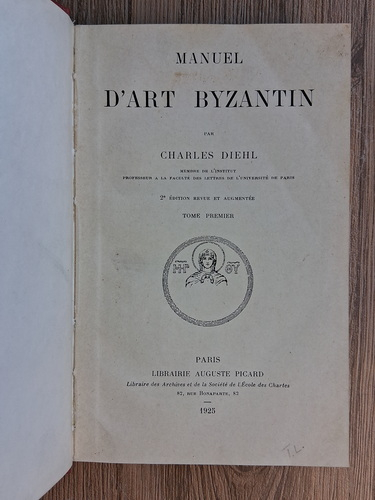 MANUEL
D'ART BYZANTIN
PAR
CHARLES DIEHL
MEMBRE DE L'INSTITUT
PROFESSEUR A LA FACULTÉ DES LETTRES DE L'UNIVERSITÉ DE PARIS
2e ÉDITION REVUE ET AUGMENTÉE
TOME PREMIER
PARIS
LIBRAIRIE AUGUSTE PICARD
Libraire des Archives et de la Société de L'École des Chartes
82, RUE BONAPARTE, 82
1925
T.L.